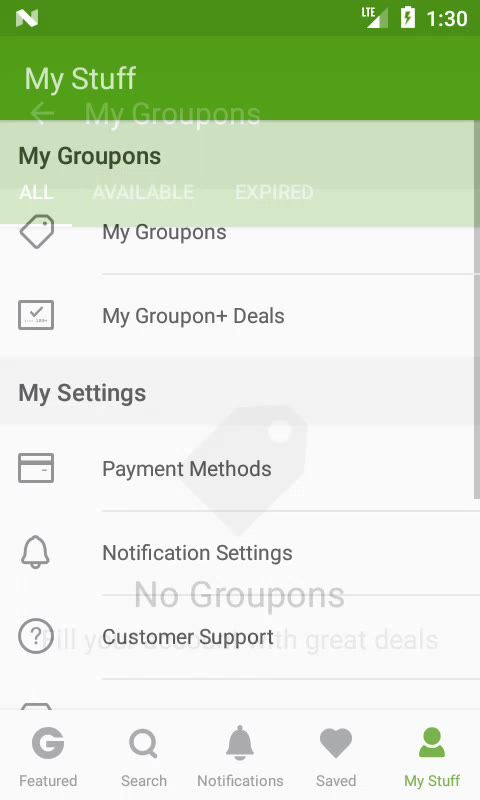 LTE 1:30
My Stuff
My Groupons
My Groupons
ALL AVAILABLE EXPIRED
My Groupons
My Groupon+ Deals
My Settings
Payment Methods
Notification Settings
No Groupons
Customer Support
Fill your account with great deals
Featured Search Notifications Saved My Stuff